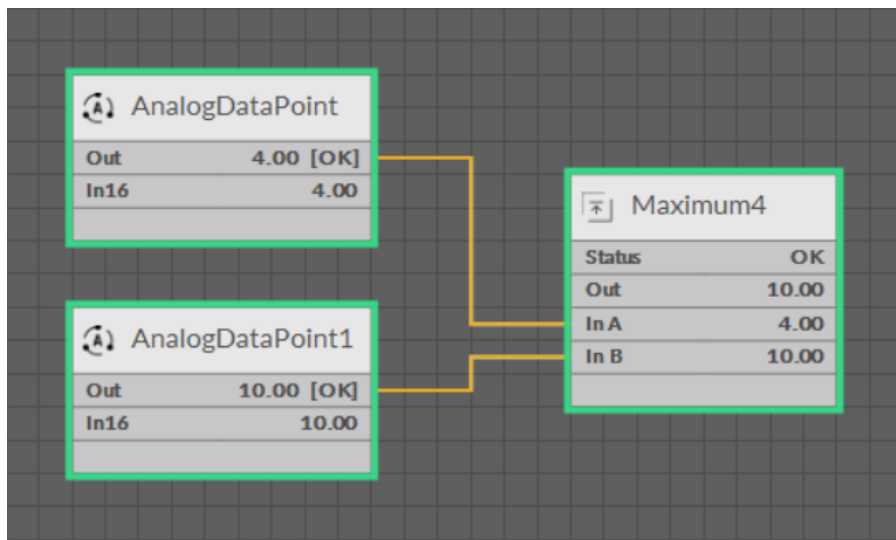 AnalogDataPoint
Out 4.00 [OK]
In16 4.00
AnalogDataPoint1
Out 10.00 [OK]
In16 10.00
Maximum4
Status OK
Out 10.00
In A 4.00
In B 10.00